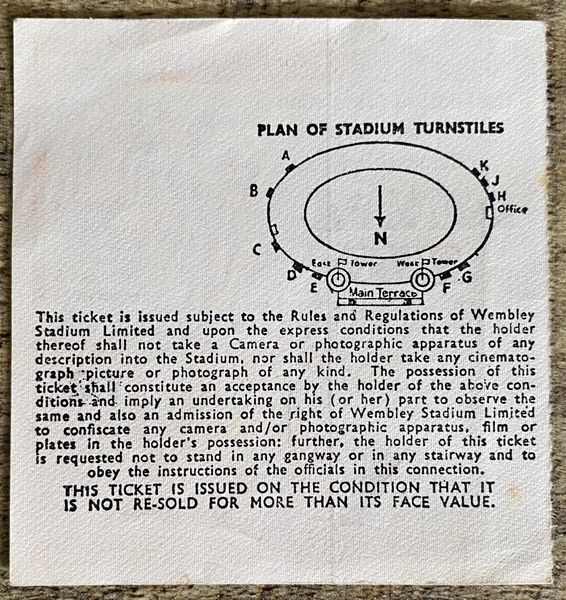 PLAN OF STADIUM TURNSTILES
A
K
J
B
H
Office
N
C
East Tower
West Tower
D
G
E
F
Main Terrace
This ticket is issued subject to the Rules and Regulations of Wembley
Stadium Limited and upon the express conditions that the holder
thereof shall not take a Camera or photographic apparatus of any
description into the Stadium, nor shall the holder take any cinemato-
graph picture or photograph of any kind. The possession of this
ticket shall constitute an acceptance by the holder of the above con-
ditions and imply an undertaking on his (or her) part to observe the
same and also an admission of the right of Wembley Stadium Limited
to confiscate any camera and/or photographic apparatus, film or
plates in the holder's possession: further, the holder of this ticket
is requested not to stand in any gangway or in any stairway and to
obey the instructions of the officials in this connection.
THIS TICKET IS ISSUED ON THE CONDITION THAT IT
IS NOT RE-SOLD FOR MORE THAN ITS FACE VALUE.